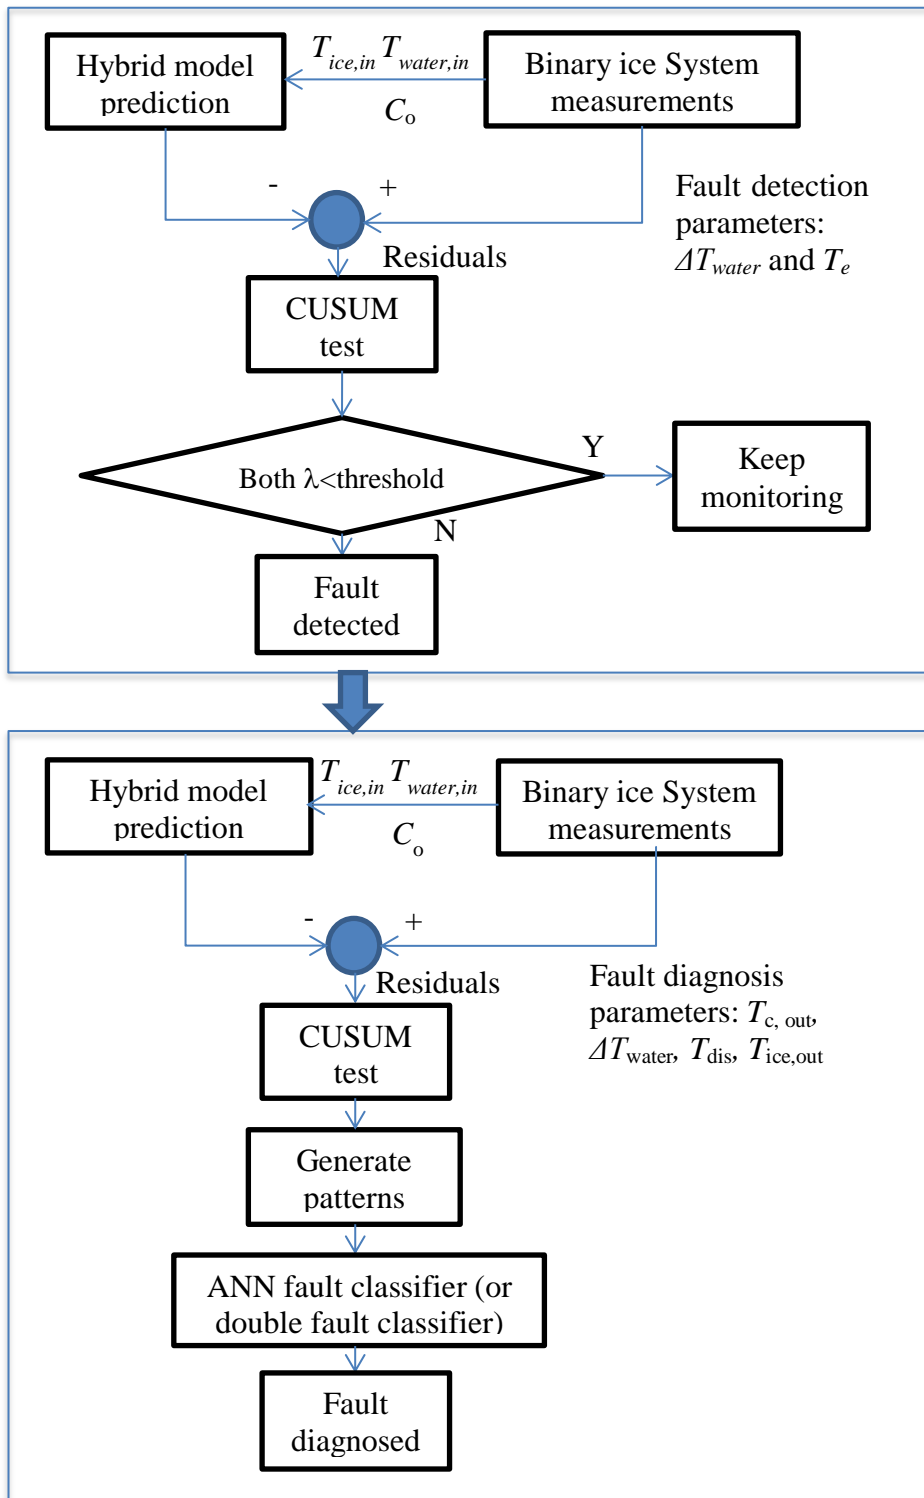 Hybrid model
prediction
T_ice,in T_water,in
C_o
Binary ice System
measurements
-
+
Residuals
Fault detection
parameters:
ΔT_water and T_e
CUSUM
test
Both λ<threshold
Y
Keep
monitoring
N
Fault
detected
Hybrid model
prediction
T_ice,in T_water,in
C_o
Binary ice System
measurements
-
+
Residuals
Fault diagnosis
parameters: T_c, out,
ΔT_water, T_dis, T_ice,out
CUSUM
test
Generate
patterns
ANN fault classifier (or
double fault classifier)
Fault
diagnosed